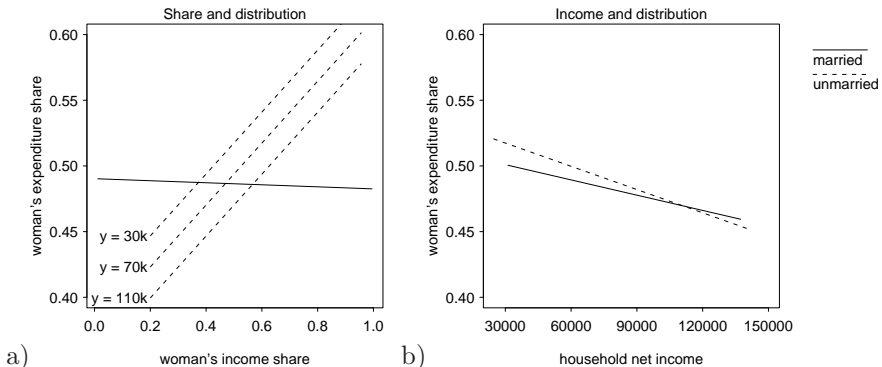 Share and distribution
woman's expenditure share
0.60
0.55
0.50
0.45
0.40
y = 30k
y = 70k
y = 110k
0.0 0.2 0.4 0.6 0.8 1.0
woman's income share
a)
Income and distribution
woman's expenditure share
0.60
0.55
0.50
0.45
0.40
30000 60000 90000 120000 150000
household net income
b)
married
unmarried